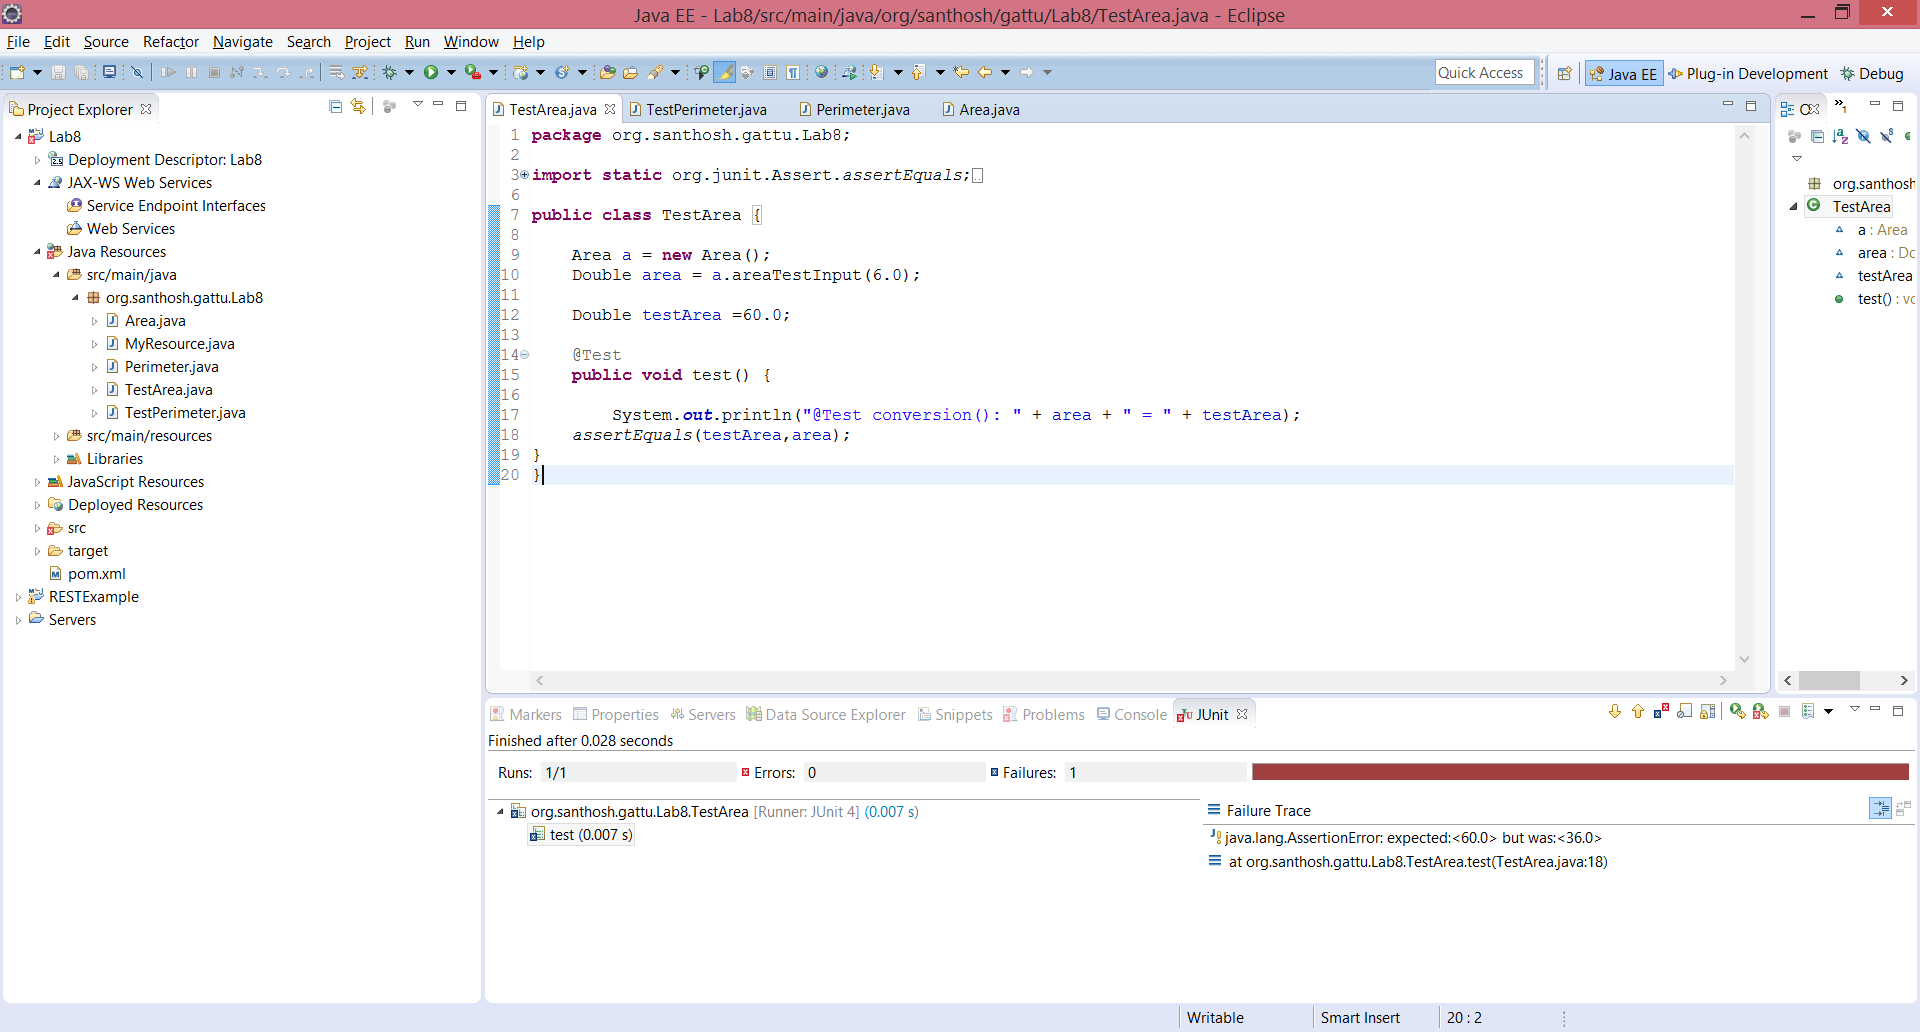 Java EE - Lab8/src/main/java/org/santhosh/gattu/Lab8/TestArea.java - Eclipse
File Edit Source Refactor Navigate Search Project Run Window Help
Quick Access Java EE Plug-in Development Debug
Project Explorer
Lab8
Deployment Descriptor: Lab8
JAX-WS Web Services
Service Endpoint Interfaces
Web Services
Java Resources
src/main/java
org.santhosh.gattu.Lab8
Area.java
MyResource.java
Perimeter.java
TestArea.java
TestPerimeter.java
src/main/resources
Libraries
JavaScript Resources
Deployed Resources
src
target
pom.xml
RESTExample
Servers
TestArea.java TestPerimeter.java Perimeter.java Area.java
1 package org.santhosh.gattu.Lab8;
2
3 import static org.junit.Assert.assertEquals;
6
7 public class TestArea {
8
9 Area a = new Area();
10 Double area = a.areaTestInput(6.0);
11
12 Double testArea =60.0;
13
14 @Test
15 public void test() {
16
17 System.out.println("@Test conversion(): " + area + " = " + testArea);
18 assertEquals(testArea,area);
19 }
20 }
org.santhosh
TestArea
a : Area
area : Do
testArea
test() : vo
Markers Properties Servers Data Source Explorer Snippets Problems Console JUnit
Finished after 0.028 seconds
Runs: 1/1 Errors: 0 Failures: 1
org.santhosh.gattu.Lab8.TestArea [Runner: JUnit 4] (0.007 s)
test (0.007 s)
Failure Trace
java.lang.AssertionError: expected:<60.0> but was:<36.0>
at org.santhosh.gattu.Lab8.TestArea.test(TestArea.java:18)
Writable Smart Insert 20 : 2